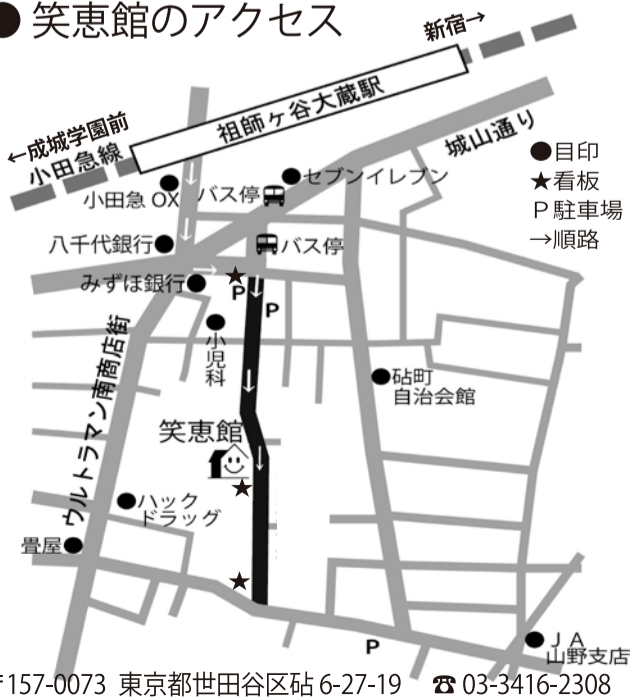 ● 笑恵館のアクセス
新宿→
祖師ヶ谷大蔵駅
←成城学園前
小田急線
城山通り
●目印
★看板
P 駐車場
→順路
セブンイレブン
バス停
小田急 OX
八千代銀行
バス停
みずほ銀行
P
P
小児科
ウルトラマン南商店街
砧町
自治会館
笑恵館
ハック
ドラッグ
畳屋
P
JA
山野支店
〒157-0073 東京都世田谷区砧 6-27-19 ☎ 03-3416-2308